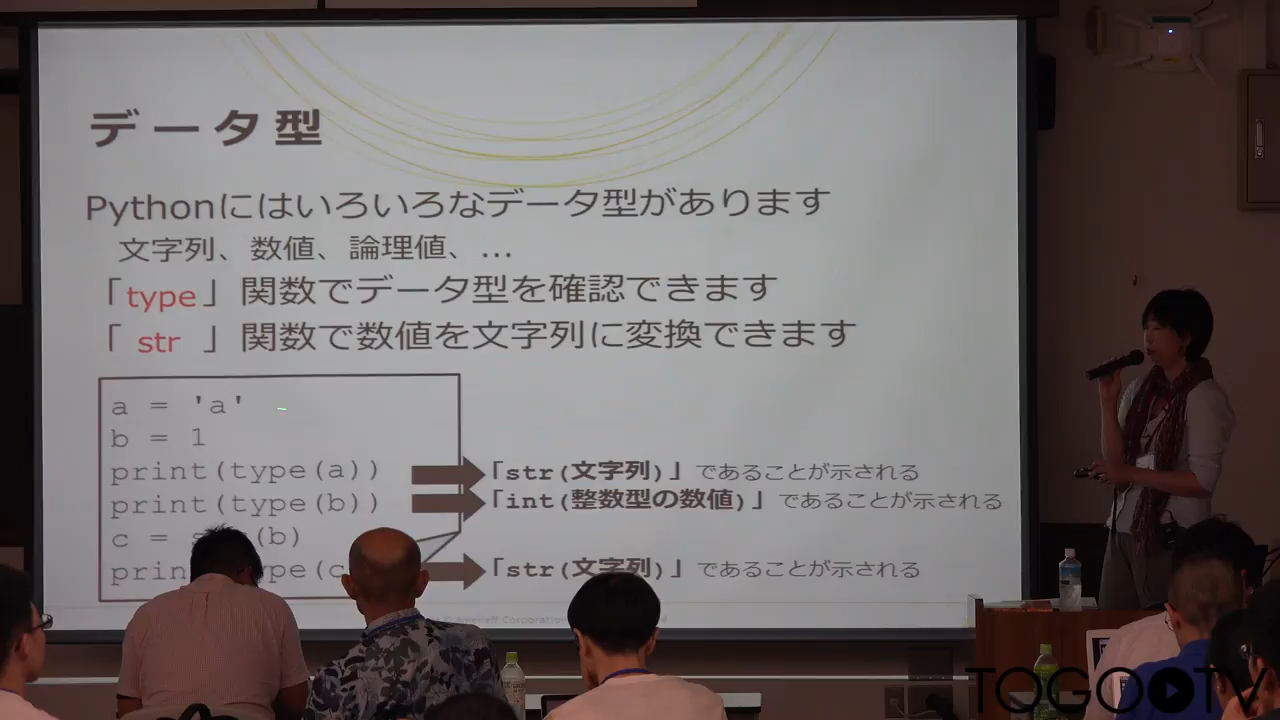 データ型
Pythonにはいろいろなデータ型があります
文字列、数値、論理値、...
「type」関数でデータ型を確認できます
「 str 」関数で数値を文字列に変換できます
a = 'a'
b = 1
print(type(a))
「str(文字列)」であることが示される
print(type(b))
「int(整数型の数値)」であることが示される
c = (b)
「str(文字列)」であることが示される
Corporation
TOGOTV